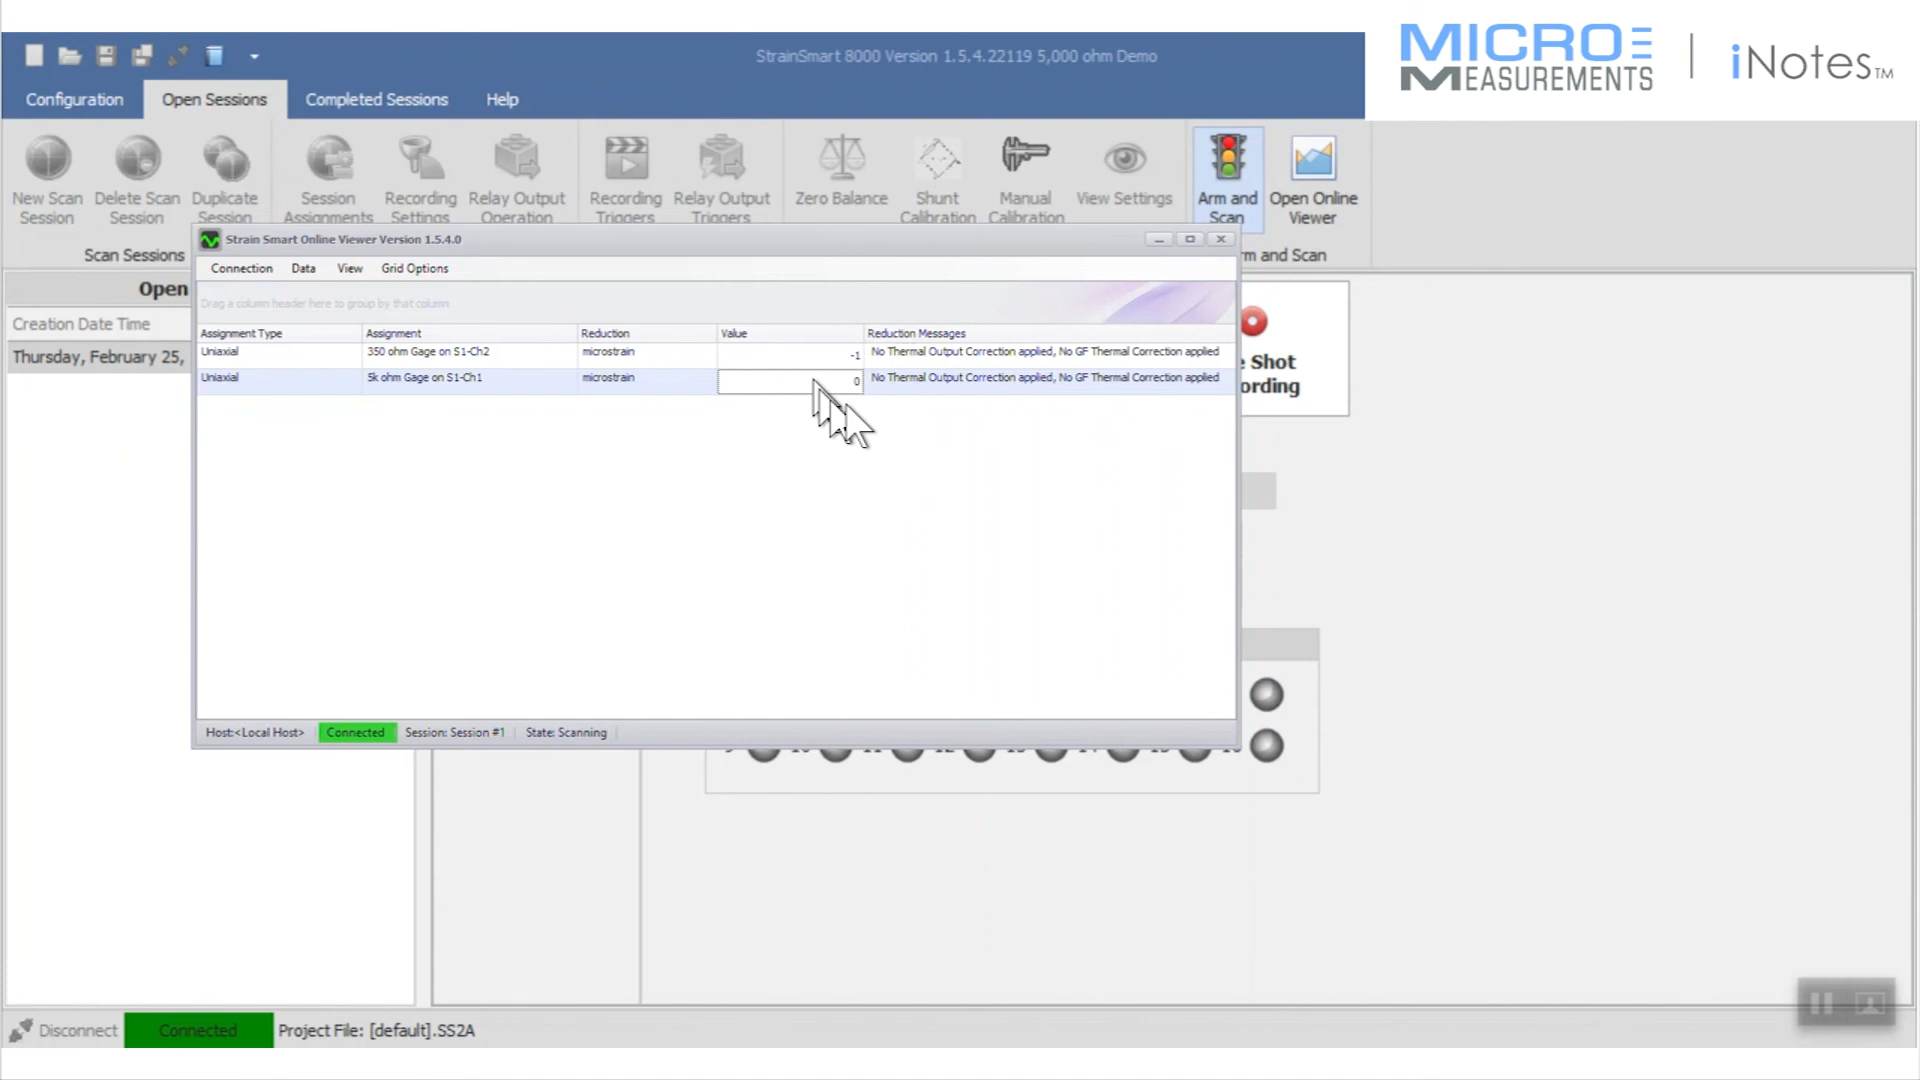 MICRO
MEASUREMENTS
iNotes™
StrainSmart 8000 Version 1.5.4.22119 5,000 ohm Demo
Configuration
Open Sessions
Completed Sessions
Help
New Scan
Session
Delete Scan
Session
Duplicate
Session
Session
Assignments
Recording
Settings
Relay Output
Operation
Recording
Triggers
Relay Output
Triggers
Zero Balance
Shunt
Calibration
Manual
Calibration
View Settings
Arm and
Scan
Open Online
Viewer
Scan Sessions
m and Scan
Strain Smart Online Viewer Version 1.5.4.0
Connection Data View Grid Options
Open
Drag a column header here to group by that column
Creation Date Time
Thursday, February 25,
Assignment Type Assignment Reduction Value Reduction Messages
Uniaxial 350 ohm Gage on S1-Ch2 microstrain -1 No Thermal Output Correction applied, No GF Thermal Correction applied
Uniaxial 5k ohm Gage on S1-Ch1 microstrain 0 No Thermal Output Correction applied, No GF Thermal Correction applied
Shot
ording
Host:<Local Host> Connected Session: Session #1 State: Scanning
Disconnect Connected Project File: [default].SS2A